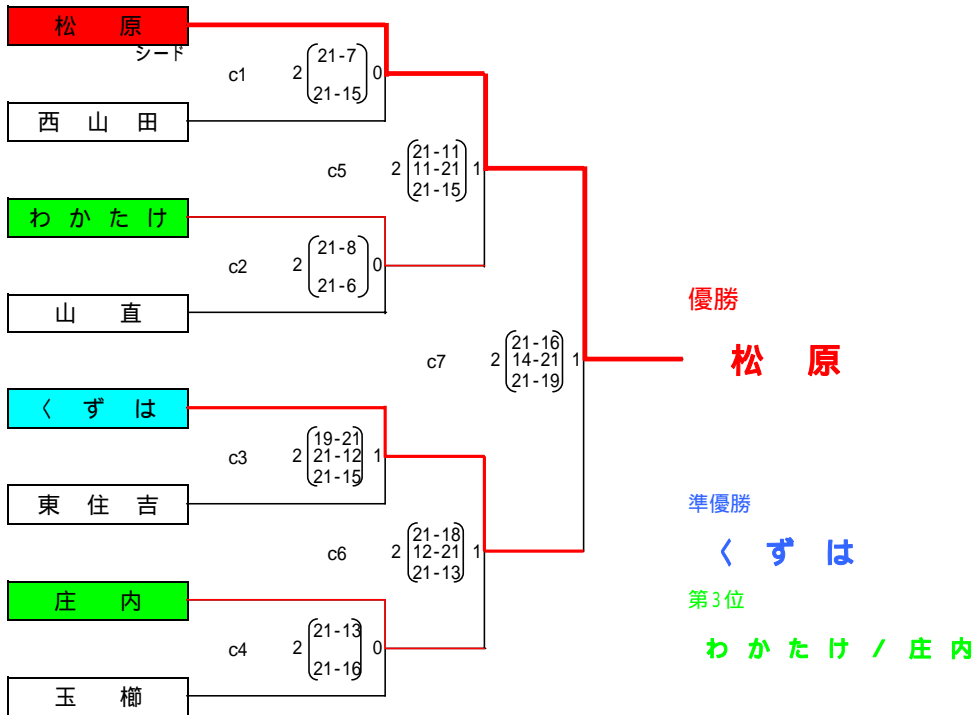 松 原
シード
c1 2 21-7 0
21-15
西 山 田
c5 2 21-11 1
11-21
21-15
わ か た け
c2 2 21-8 0
21-6
山 直
優勝
松 原
c7 2 21-16 1
14-21
21-19
く ず は
c3 2 19-21 1
21-12
21-15
東 住 吉
準優勝
く ず は
c6 2 21-18 1
12-21
21-13
庄 内
第3位
わ か た け / 庄 内
c4 2 21-13 0
21-16
玉 櫛